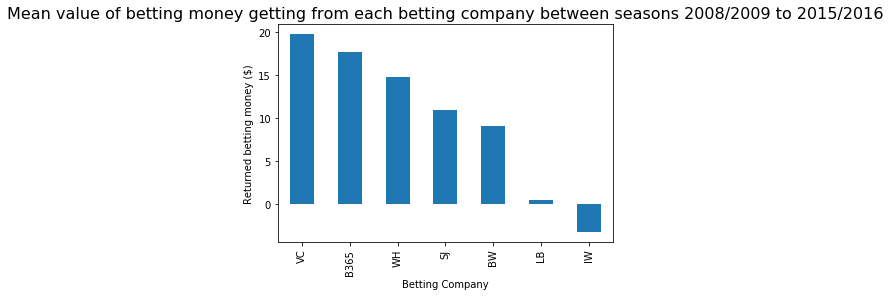 Mean value of betting money getting from each betting company between seasons 2008/2009 to 2015/2016
20
15
10
5
0
Returned betting money ($)
VC
B365
WH
SJ
BW
LB
IW
Betting Company